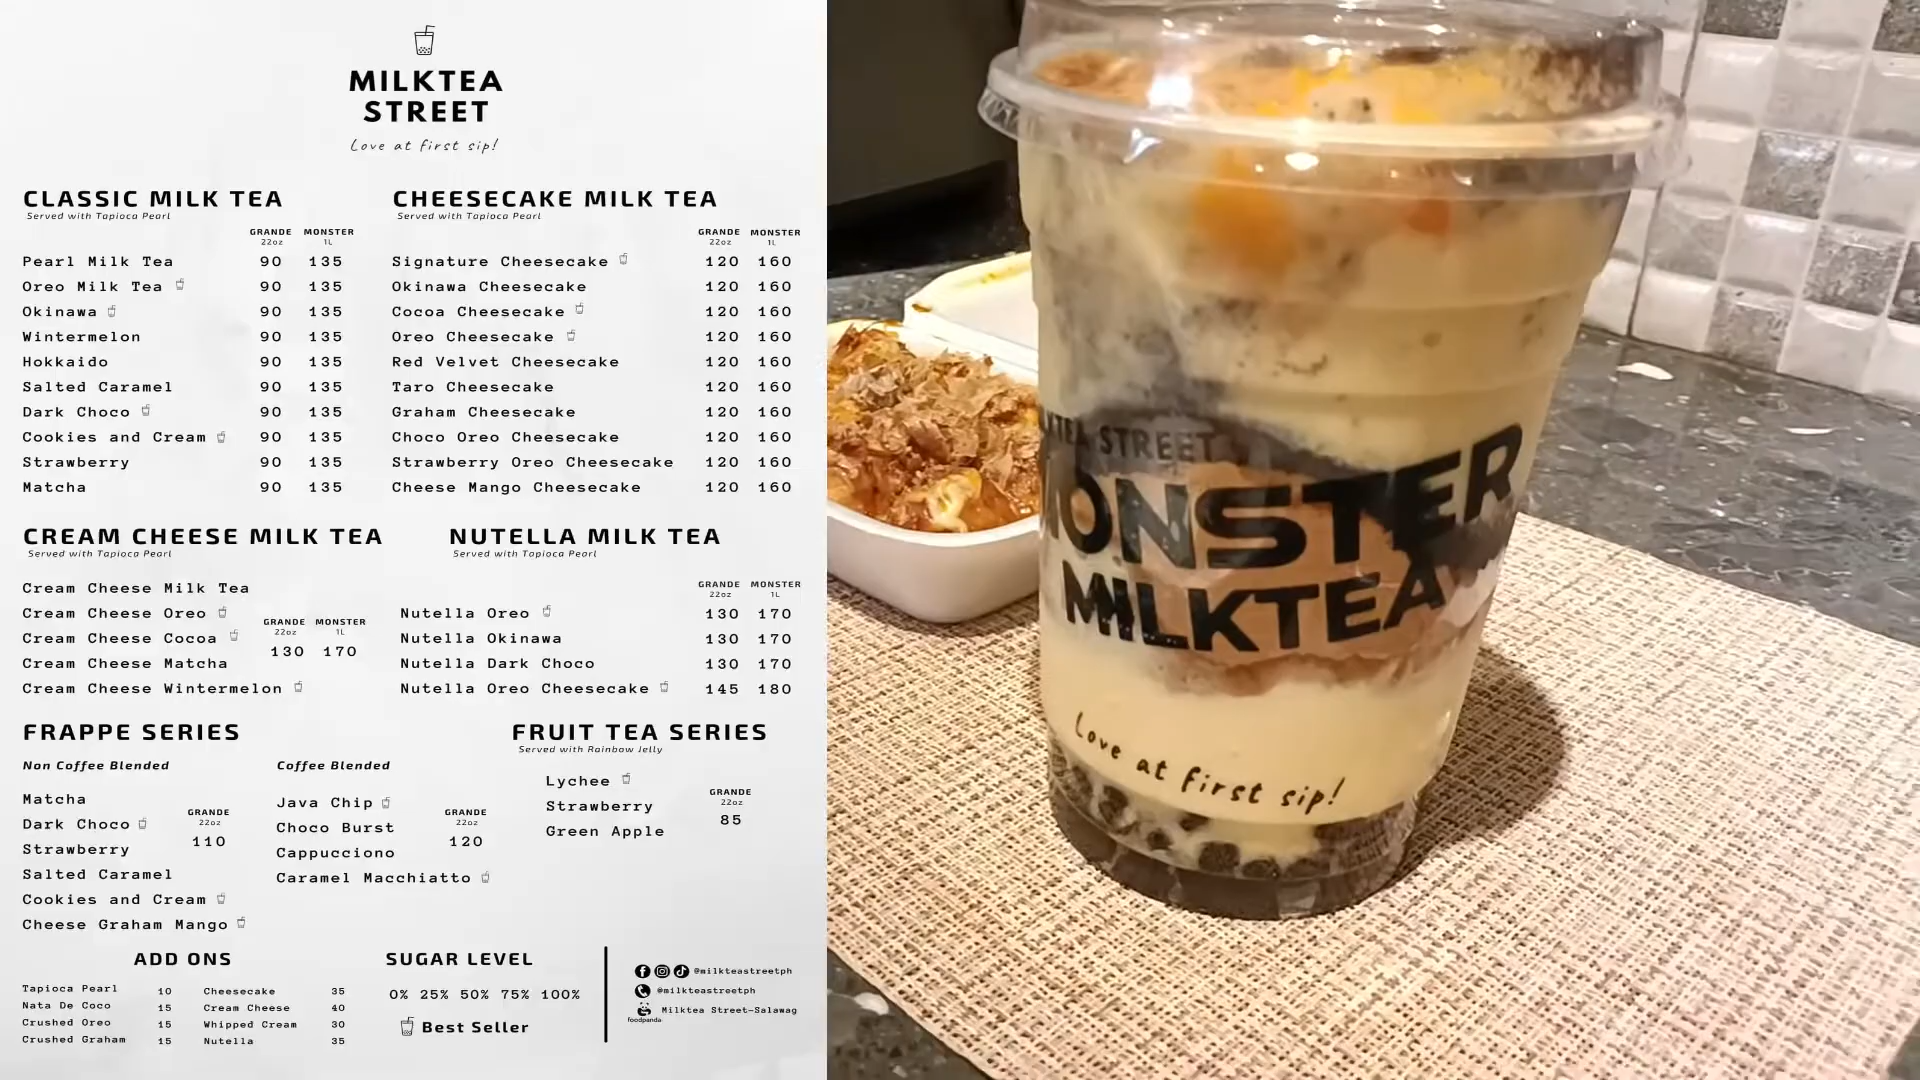 MILKTEA
STREET
Love at first sip!
CLASSIC MILK TEA
Served with Tapioca Pearl
GRANDE MONSTER
22oz 1L
Pearl Milk Tea 90 135
Oreo Milk Tea 90 135
Okinawa 90 135
Wintermelon 90 135
Hokkaido 90 135
Salted Caramel 90 135
Dark Choco 90 135
Cookies and Cream 90 135
Strawberry 90 135
Matcha 90 135
CHEESECAKE MILK TEA
Served with Tapioca Pearl
GRANDE MONSTER
22oz 1L
Signature Cheesecake 120 160
Okinawa Cheesecake 120 160
Cocoa Cheesecake 120 160
Oreo Cheesecake 120 160
Red Velvet Cheesecake 120 160
Taro Cheesecake 120 160
Graham Cheesecake 120 160
Choco Oreo Cheesecake 120 160
Strawberry Oreo Cheesecake 120 160
Cheese Mango Cheesecake 120 160
CREAM CHEESE MILK TEA
Served with Tapioca Pearl
Cream Cheese Milk Tea
Cream Cheese Oreo
Cream Cheese Cocoa
Cream Cheese Matcha
Cream Cheese Wintermelon
GRANDE MONSTER
22oz 1L
130 170
NUTELLA MILK TEA
Served with Tapioca Pearl
GRANDE MONSTER
22oz 1L
Nutella Oreo 130 170
Nutella Okinawa 130 170
Nutella Dark Choco 130 170
Nutella Oreo Cheesecake 145 180
FRAPPE SERIES
Non Coffee Blended
Matcha
Dark Choco
Strawberry
Salted Caramel
Cookies and Cream
Cheese Graham Mango
GRANDE
22oz
110
Coffee Blended
Java Chip
Choco Burst
Cappucciono
Caramel Macchiatto
GRANDE
22oz
120
FRUIT TEA SERIES
Served with Rainbow Jelly
Lychee
Strawberry
Green Apple
GRANDE
22oz
85
ADD ONS
Tapioca Pearl 10
Nata De Coco 15
Crushed Oreo 15
Crushed Graham 15
Cheesecake 35
Cream Cheese 40
Whipped Cream 30
Nutella 35
SUGAR LEVEL
0% 25% 50% 75% 100%
Best Seller
@milkteastreetph
@milkteastreetph
foodpanda
Milktea Street-Salawag
STREET
MONSTER
MILKTEA
Love at first sip!